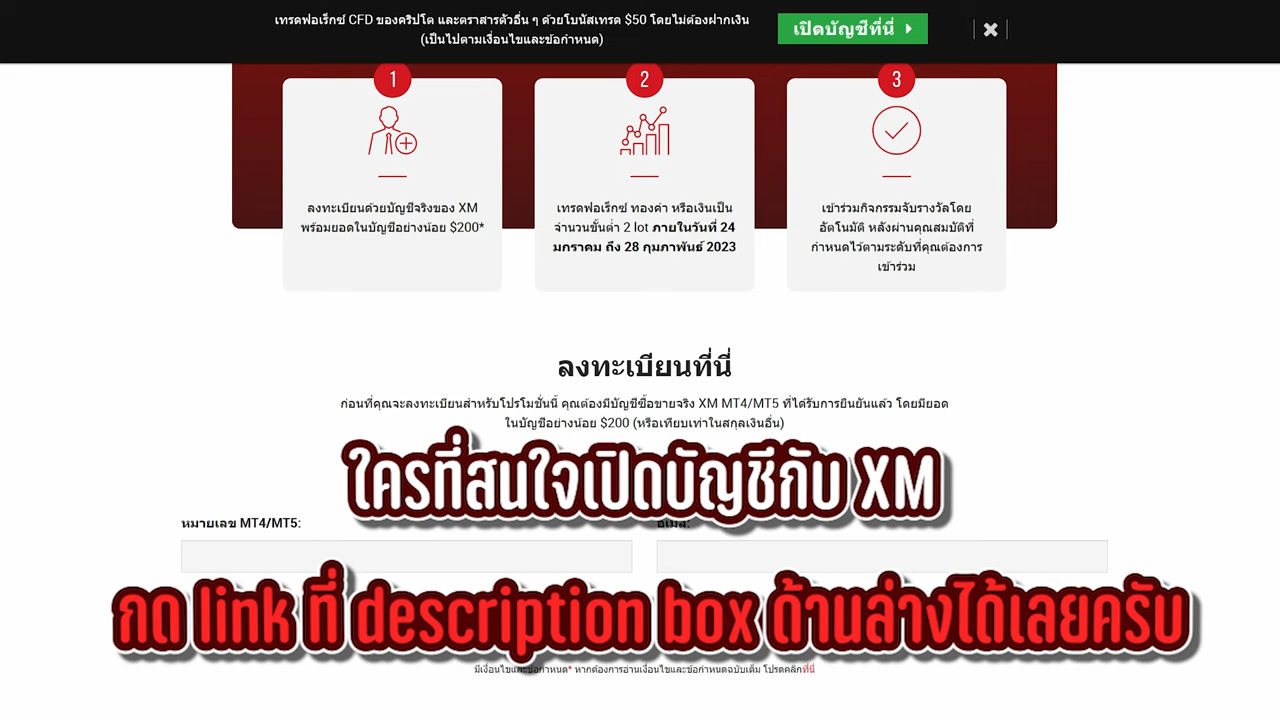 เทรดฟอเร็กซ์ CFD ของคริปโต และตราสารตัวอื่น ๆ ด้วยโบนัสเทรด $50 โดยไม่ต้องฝากเงิน
(เป็นไปตามเงื่อนไขและข้อกำหนด)
เปิดบัญชีที่นี่
1
ลงทะเบียนด้วยบัญชีจริงของ XM
พร้อมยอดในบัญชีอย่างน้อย $200*
2
เทรดฟอเร็กซ์ ทองคำ หรือเงินเป็น
จำนวนขั้นต่ำ 2 lot ภายในวันที่ 24
มกราคม ถึง 28 กุมภาพันธ์ 2023
3
เข้าร่วมกิจกรรมจับรางวัลโดย
อัตโนมัติ หลังผ่านคุณสมบัติที่
กำหนดไว้ตามระดับที่คุณต้องการ
เข้าร่วม
ลงทะเบียนที่นี่
ก่อนที่คุณจะลงทะเบียนสำหรับโปรโมชั่นนี้ คุณต้องมีบัญชีซื้อขายจริง XM MT4/MT5 ที่ได้รับการยืนยันแล้ว โดยมียอด
ในบัญชีอย่างน้อย $200 (หรือเทียบเท่าในสกุลเงินอื่น)
ใครที่สนใจเปิดบัญชีกับ XM
หมายเลข MT4/MT5:
อีเมล:
กด link ที่ description box ด้านล่างได้เลยครับ
มีเงื่อนไขและข้อกำหนด* หากต้องการอ่านเงื่อนไขและข้อกำหนดฉบับเต็ม โปรดคลิกที่นี่